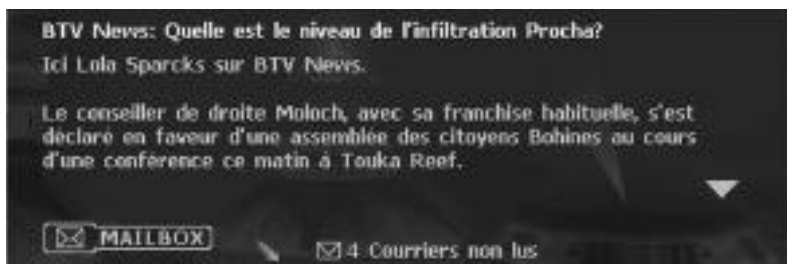 BTV News: Quelle est le niveau de l'infiltration Procha?
Ici Lola Sparcks sur BTV News.
Le conseiller de droite Moloch, avec sa franchise habituelle, s'est
déclaré en faveur d'une assemblée des citoyens Bohines au cours
d'une conférence ce matin à Touka Reef.
MAILBOX
4 Courriers non lus